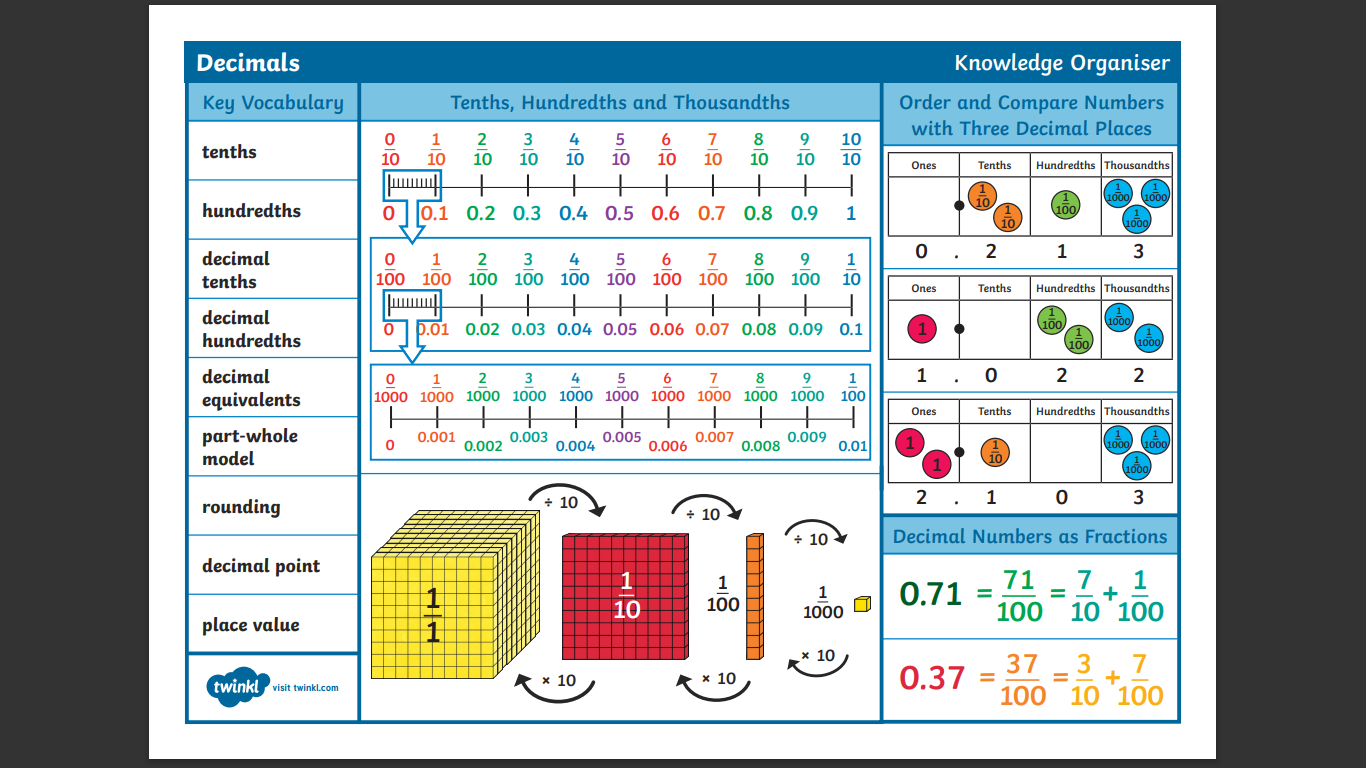 Decimals
Knowledge Organiser
Key Vocabulary
tenths
hundredths
decimal
tenths
decimal
hundredths
decimal
equivalents
part-whole
model
rounding
decimal point
place value
twinkl visit twinkl.com
Tenths, Hundredths and Thousandths
0/10 1/10 2/10 3/10 4/10 5/10 6/10 7/10 8/10 9/10 10/10
0 0.1 0.2 0.3 0.4 0.5 0.6 0.7 0.8 0.9 1
0/100 1/100 2/100 3/100 4/100 5/100 6/100 7/100 8/100 9/100 1/10
0 0.01 0.02 0.03 0.04 0.05 0.06 0.07 0.08 0.09 0.1
0/1000 1/1000 2/1000 3/1000 4/1000 5/1000 6/1000 7/1000 8/1000 9/1000 1/100
0 0.001 0.002 0.003 0.004 0.005 0.006 0.007 0.008 0.009 0.01
÷ 10 ÷ 10 ÷ 10
1/1 1/10 1/100 1/1000
× 10 × 10 × 10
Order and Compare Numbers
with Three Decimal Places
Ones Tenths Hundredths Thousandths
1/10 1/10 1/100 1/1000 1/1000 1/1000
0 . 2 1 3
Ones Tenths Hundredths Thousandths
1 1/100 1/100 1/1000 1/1000
1 . 0 2 2
Ones Tenths Hundredths Thousandths
1 1 1/10 1/1000 1/1000 1/1000
2 . 1 0 3
Decimal Numbers as Fractions
0.71 = 71/100 = 7/10 + 1/100
0.37 = 37/100 = 3/10 + 7/100